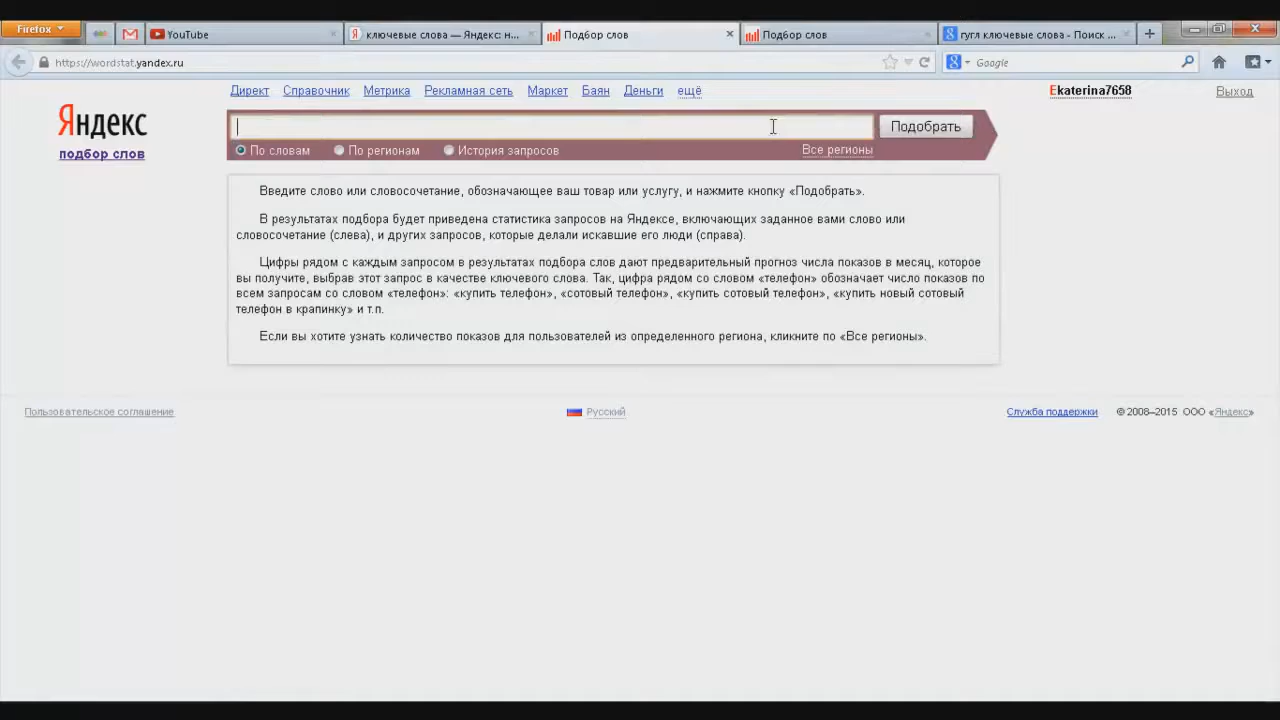 Firefox
YouTube
ключевые слова — Яндекс: н...
Подбор слов
Подбор слов
гугл ключевые слова - Поиск ...
https://wordstat.yandex.ru
Google
Директ Справочник Метрика Рекламная сеть Маркет Баян Деньги ещё
Ekaterina7658
Выход
Яндекс
подбор слов
Подобрать
По словам По регионам История запросов
Все регионы
Введите слово или словосочетание, обозначающее ваш товар или услугу, и нажмите кнопку «Подобрать».
В результатах подбора будет приведена статистика запросов на Яндексе, включающих заданное вами слово или
словосочетание (слева), и других запросов, которые делали искавшие его люди (справа).
Цифры рядом с каждым запросом в результатах подбора слов дают предварительный прогноз числа показов в месяц, которое
вы получите, выбрав этот запрос в качестве ключевого слова. Так, цифра рядом со словом «телефон» обозначает число показов по
всем запросам со словом «телефон»: «купить телефон», «сотовый телефон», «купить сотовый телефон», «купить новый сотовый
телефон в крапинку» и т.п.
Если вы хотите узнать количество показов для пользователей из определенного региона, кликните по «Все регионы».
Пользовательское соглашение
Русский
Служба поддержки
© 2008–2015 ООО «Яндекс»